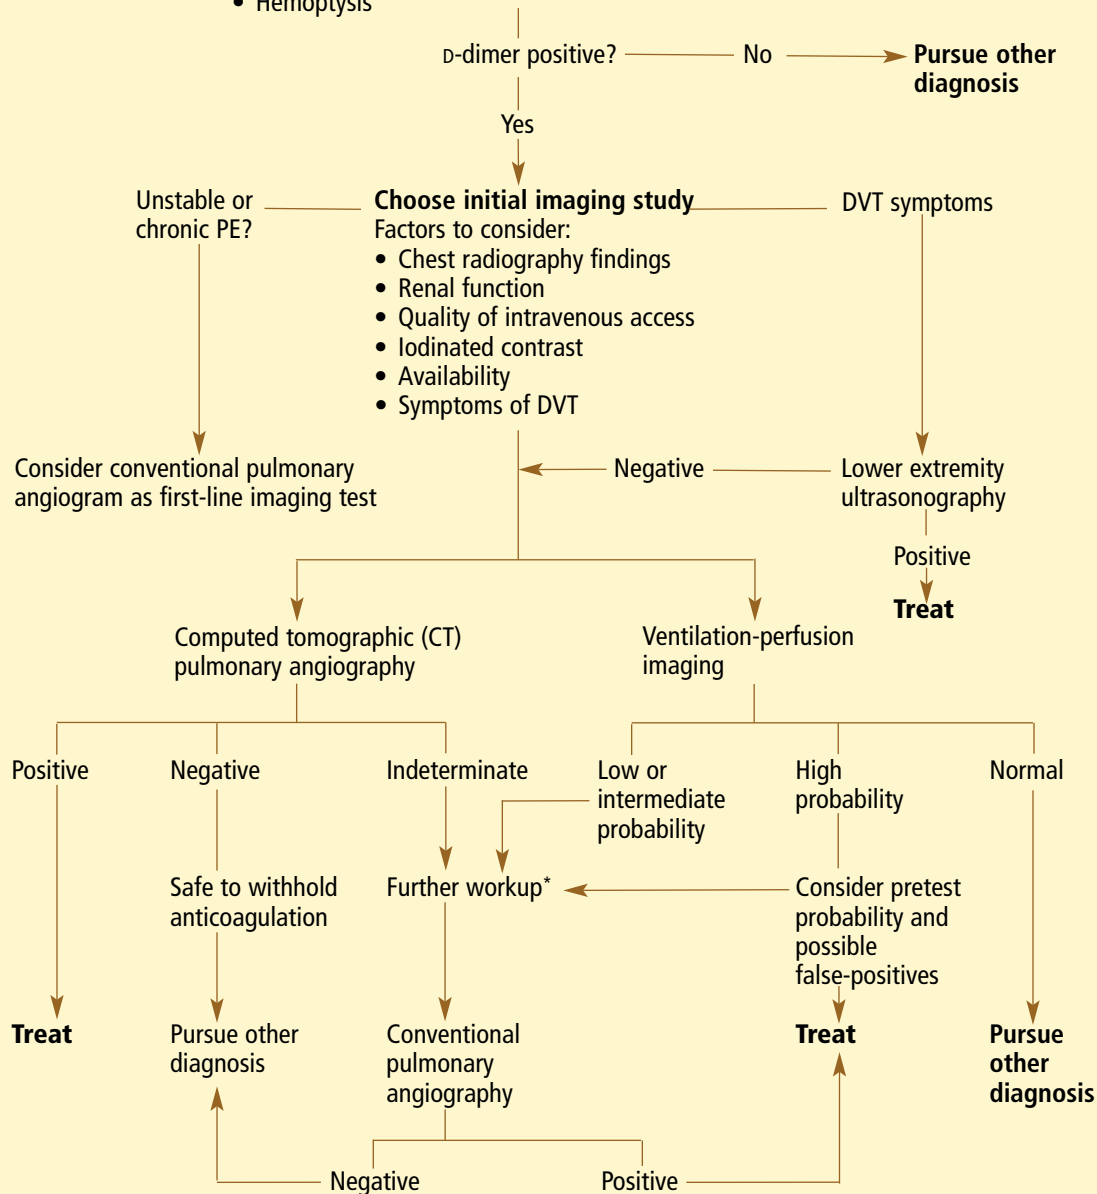 • Hemoptysis
D-dimer positive?
No
Pursue other
diagnosis
Yes
Unstable or
chronic PE?
Choose initial imaging study
Factors to consider:
• Chest radiography findings
• Renal function
• Quality of intravenous access
• Iodinated contrast
• Availability
• Symptoms of DVT
DVT symptoms
Consider conventional pulmonary
angiogram as first-line imaging test
Negative
Lower extremity
ultrasonography
Positive
Treat
Computed tomographic (CT)
pulmonary angiography
Ventilation-perfusion
imaging
Positive
Negative
Indeterminate
Low or
intermediate
probability
High
probability
Normal
Safe to withhold
anticoagulation
Further workup*
Consider pretest
probability and
possible
false-positives
Treat
Pursue other
diagnosis
Conventional
pulmonary
angiography
Treat
Pursue
other
diagnosis
Negative
Positive